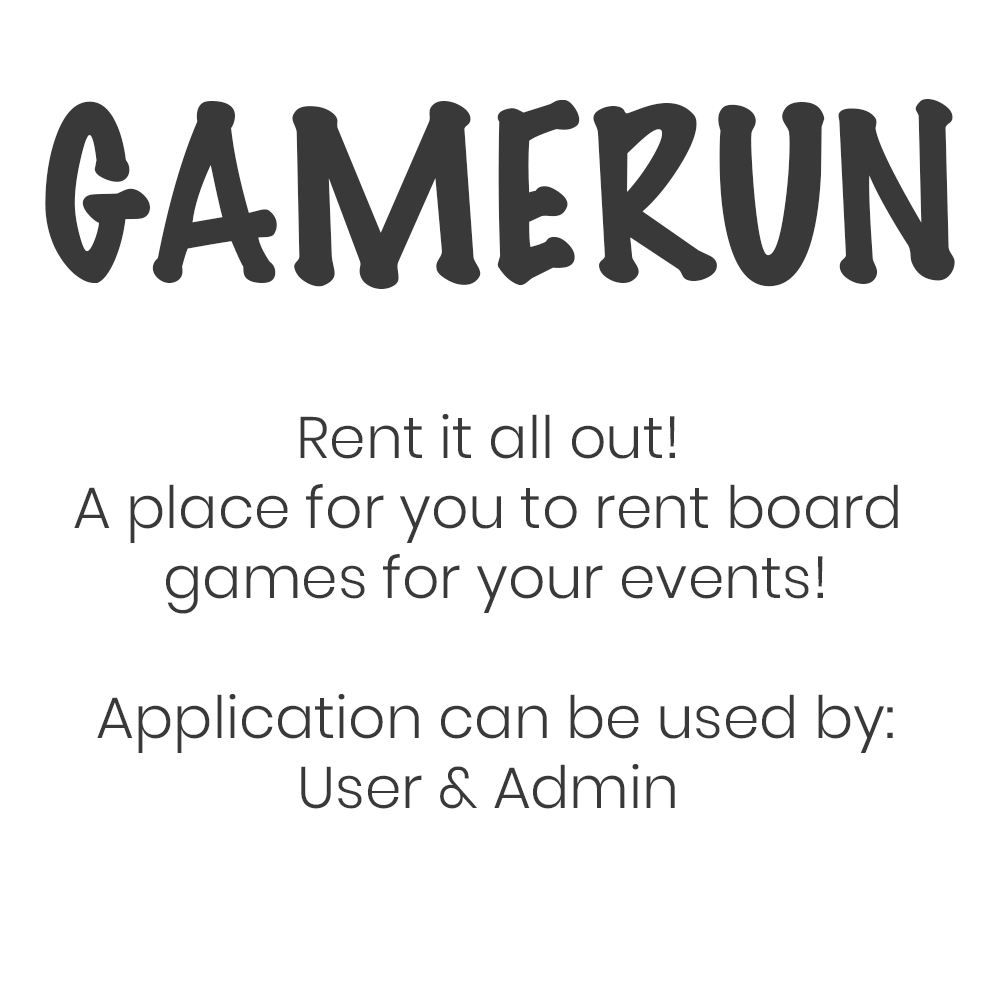 GAMERUN
Rent it all out!
A place for you to rent board
games for your events!
Application can be used by:
User & Admin